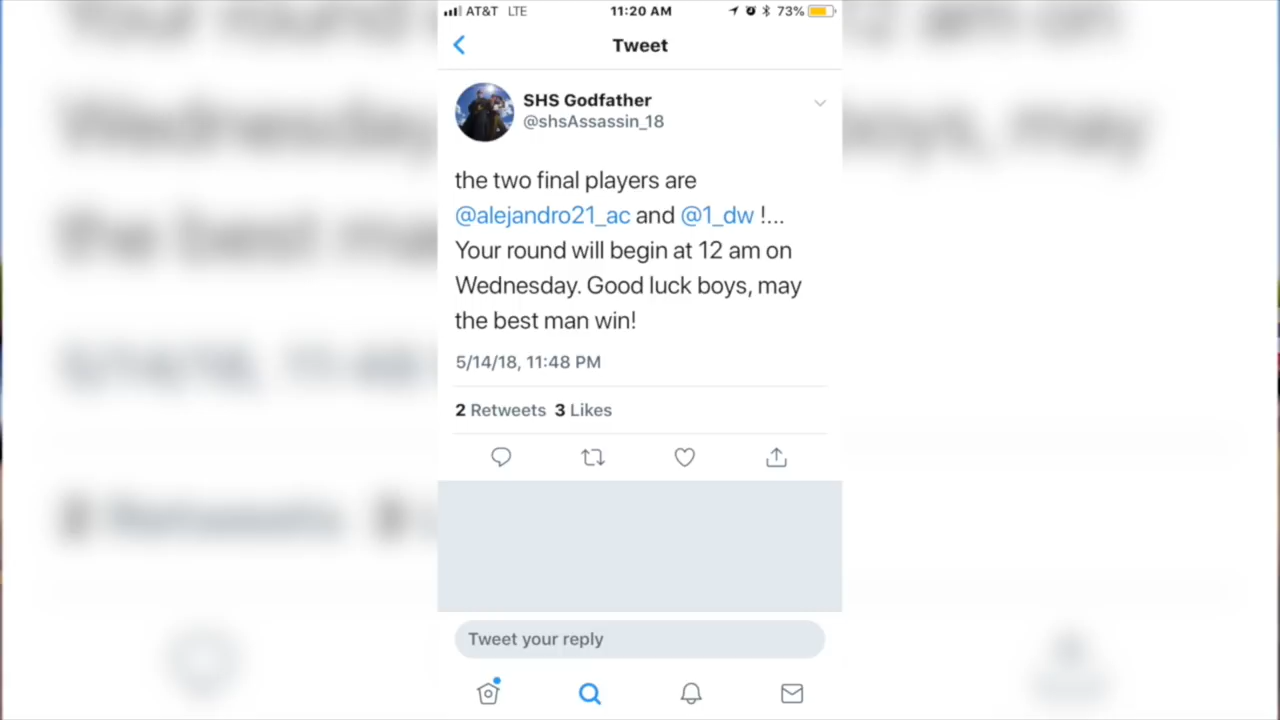 AT&T LTE 11:20 AM 73%
Tweet
SHS Godfather
@shsAssassin_18
the two final players are
@alejandro21_ac and @1_dw !...
Your round will begin at 12 am on
Wednesday. Good luck boys, may
the best man win!
5/14/18, 11:48 PM
2 Retweets 3 Likes
Tweet your reply